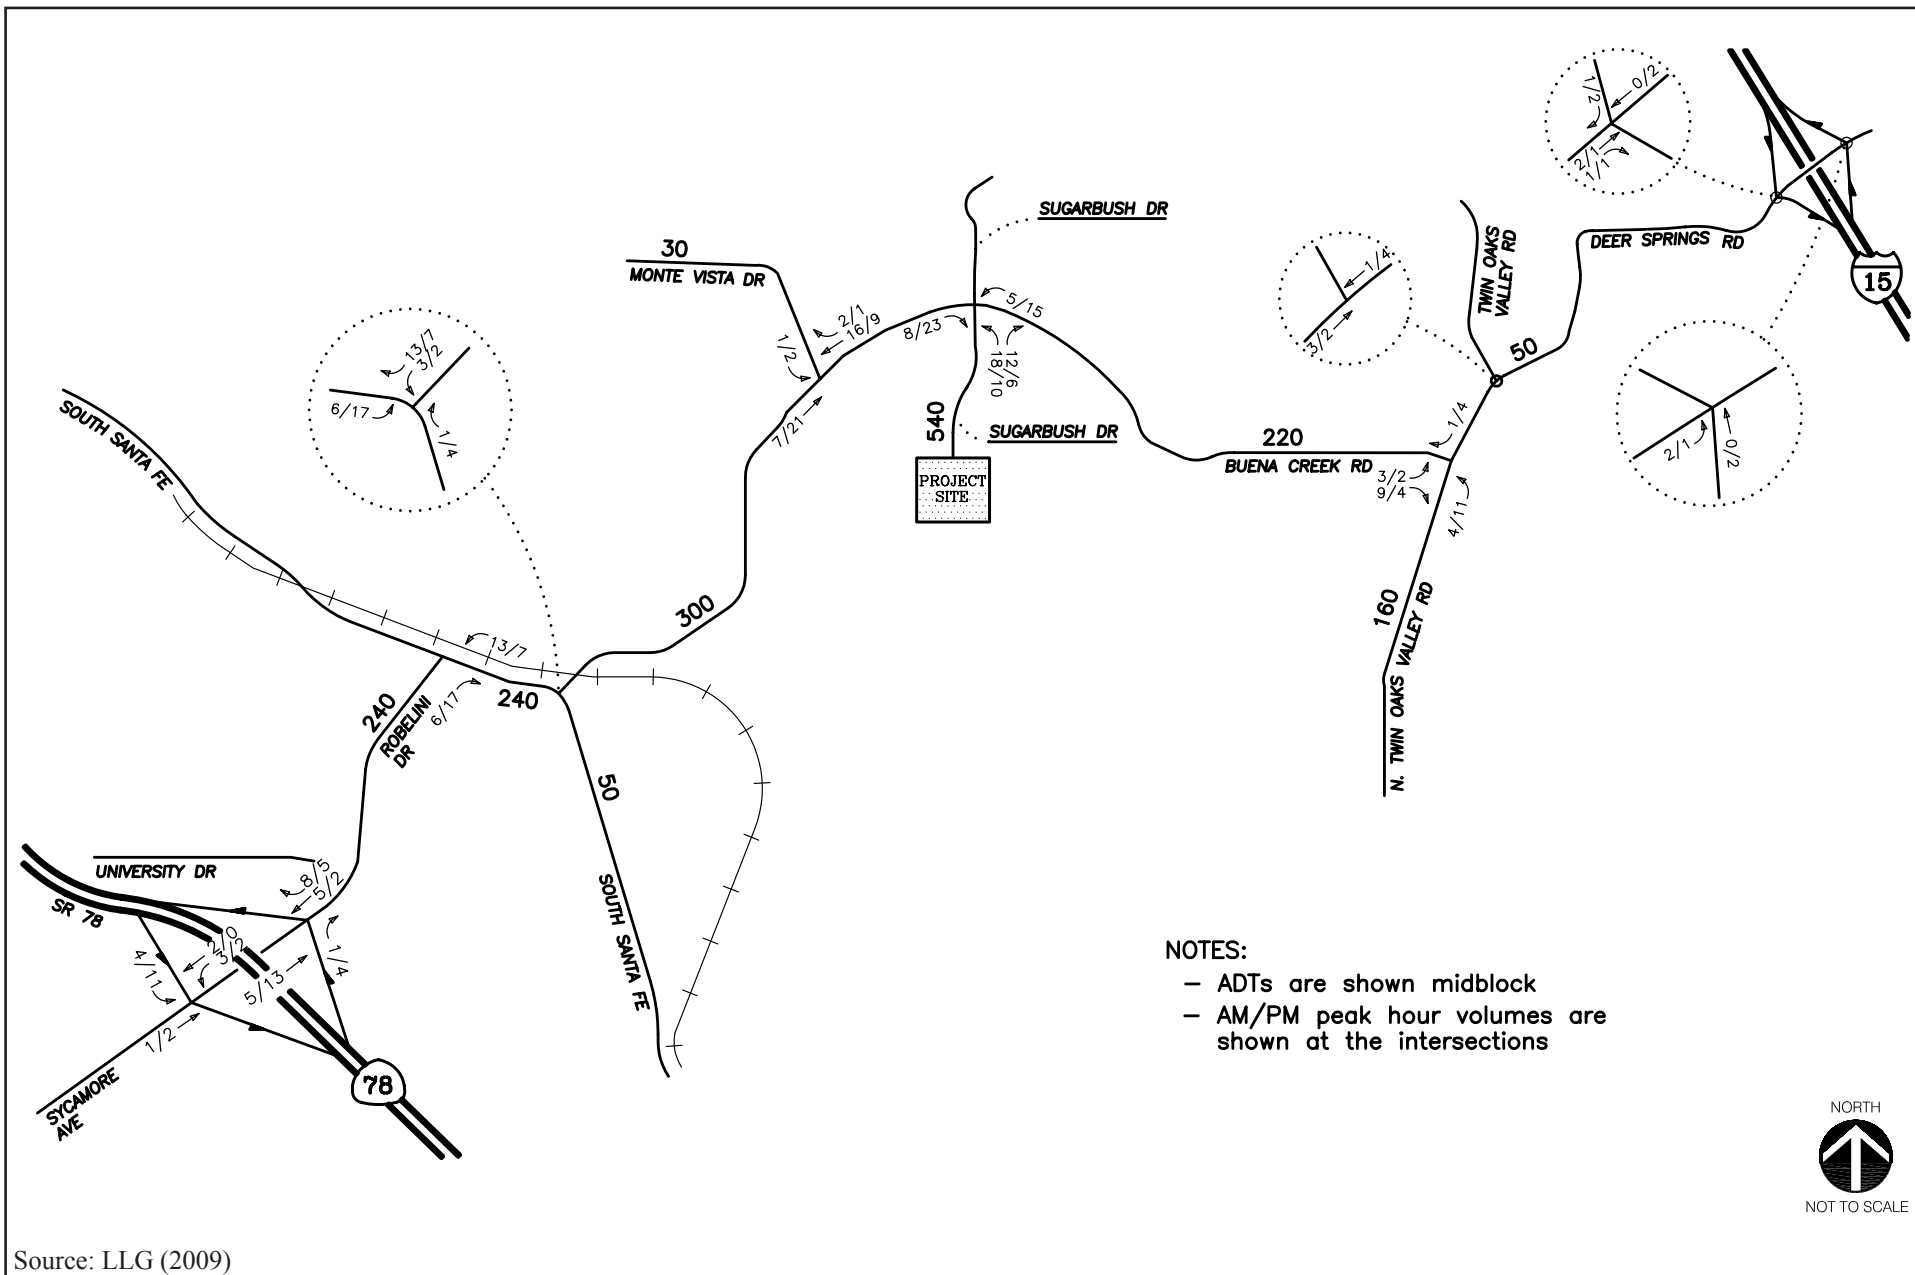 1/2
0/2
2/1
1/1
SUGARBUSH DR
30
MONTE VISTA DR
TWIN OAKS
VALLEY RD
DEER SPRINGS RD
15
1/4
3/2
2/1
16/9
1/2
7/21
5/15
8/23
12/6
18/10
50
13/7
3/2
6/17
1/4
SOUTH SANTA FE
540
SUGARBUSH DR
PROJECT
SITE
220
BUENA CREEK RD
1/4
3/2
9/4
4/11
2/1
0/2
160
N. TWIN OAKS VALLEY RD
300
13/7
6/17
240
240
ROBELINI
DR
50
SOUTH SANTA FE
UNIVERSITY DR
SR 78
8/5
5/2
2/0
3/2
4/11
5/13
1/4
1/2
SYCAMORE
AVE
78
NOTES:
– ADTs are shown midblock
– AM/PM peak hour volumes are
shown at the intersections
NORTH
NOT TO SCALE
Source: LLG (2009)